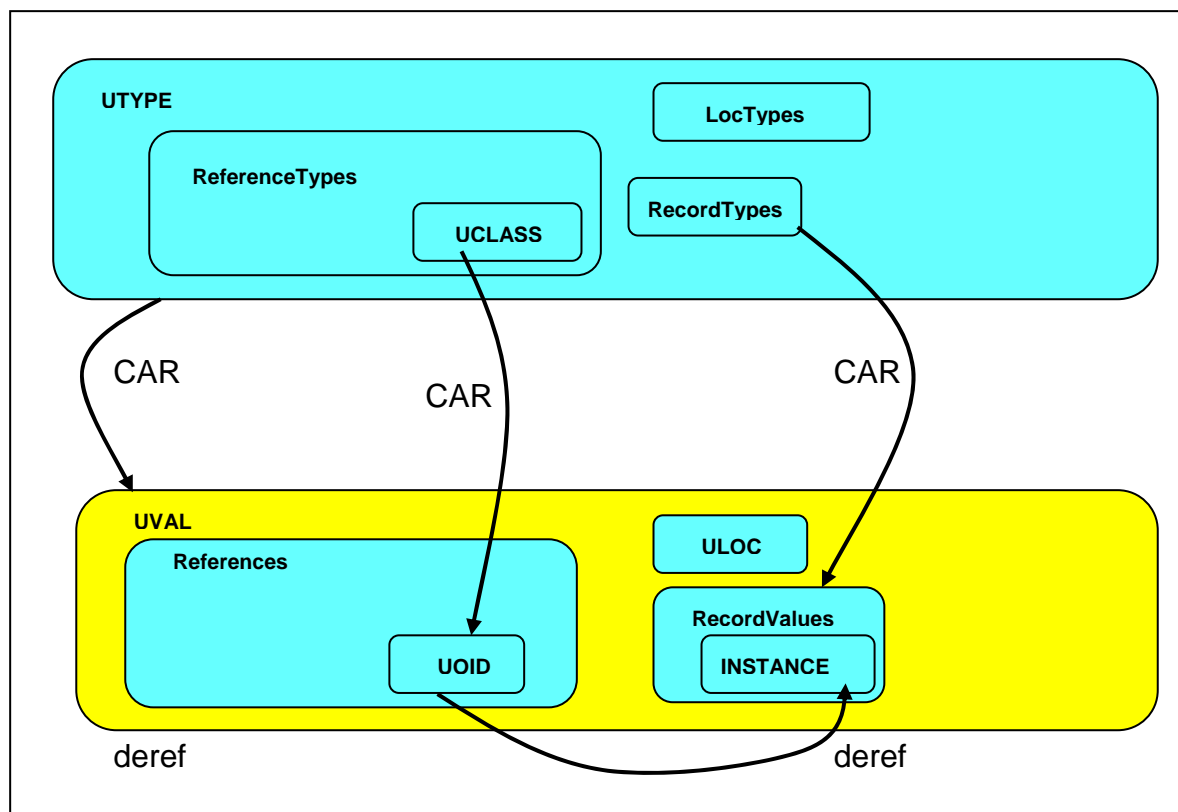 UTYPE
LocTypes
ReferenceTypes
RecordTypes
UCLASS
CAR
CAR
CAR
UVAL
ULOC
References
RecordValues
UOID
INSTANCE
deref
deref